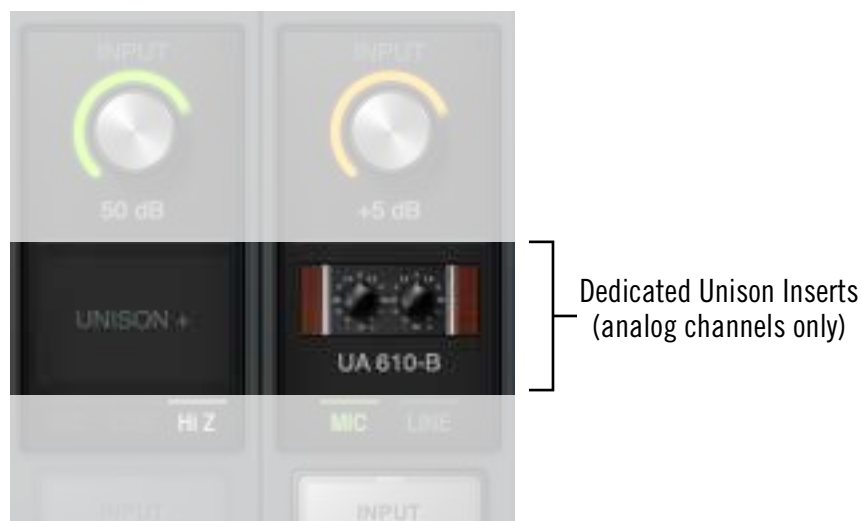 INPUT
INPUT
50 dB
+5 dB
UNISON +
UA 610-B
Dedicated Unison Inserts
(analog channels only)
HI Z
MIC
LINE
INPUT
INPUT